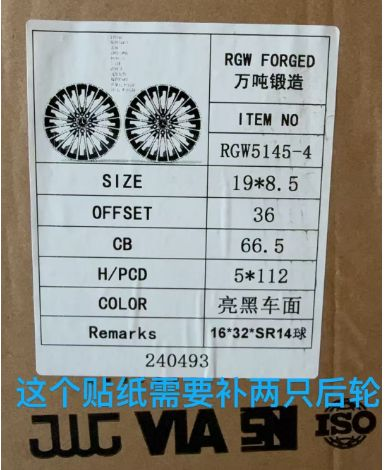 RGW FORGED
万吨锻造
ITEM NO
RGW5145-4
SIZE 19*8.5
OFFSET 36
CB 66.5
H/PCD 5*112
COLOR 亮黑车面
Remarks 16*32*SR14球
240493
这个贴纸需要补两只后轮
JWL VIA SN ISO